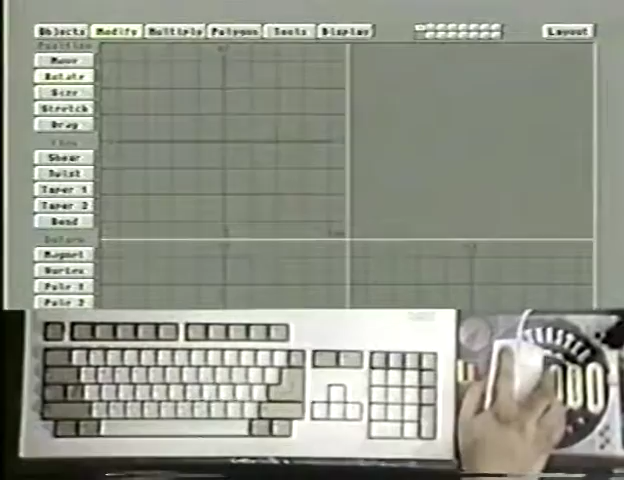 Objects Modify Multiply Polygon Tools Display Layout
Position
Move
Rotate
Size
Stretch
Drag
Shear
Twist
Taper 1
Taper 2
Bend
Deform
Magnet
Vortex
Pole 1
Pole 2